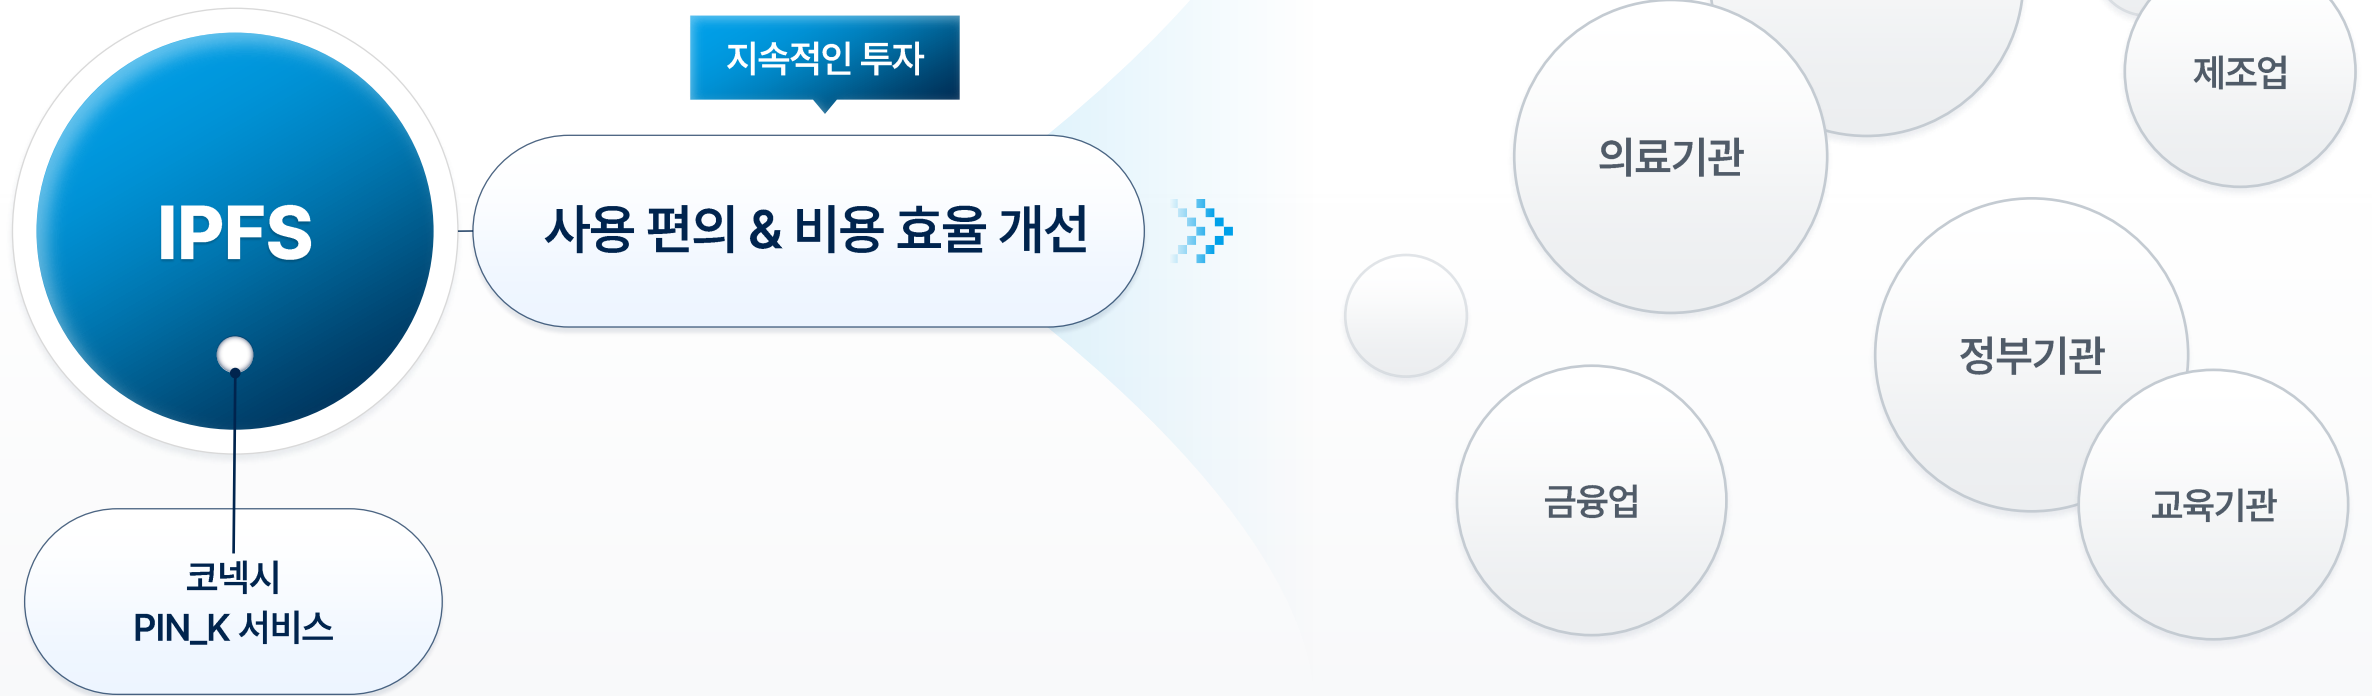 IPFS
코넥시
PIN_K 서비스
지속적인 투자
사용 편의 & 비용 효율 개선
의료기관
제조업
정부기관
금융업
교육기관